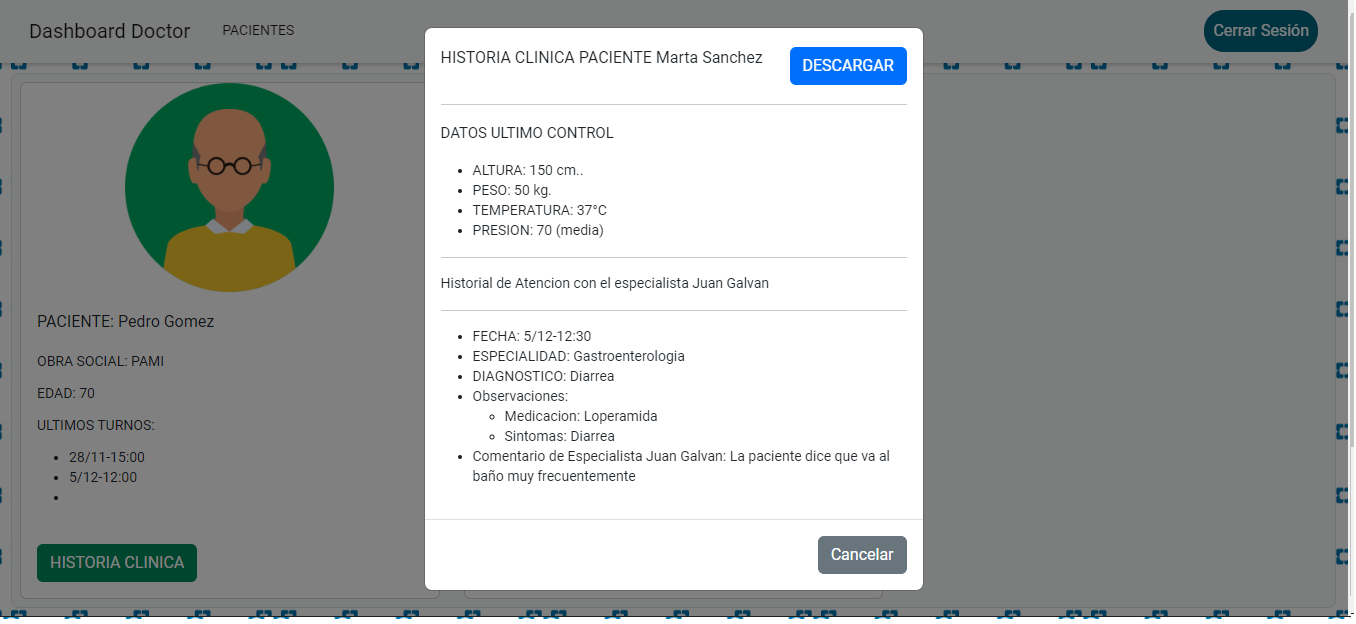 Dashboard Doctor
PACIENTES
Cerrar Sesión
PACIENTE: Pedro Gomez
OBRA SOCIAL: PAMI
EDAD: 70
ULTIMOS TURNOS:
28/11-15:00
5/12-12:00
HISTORIA CLINICA
HISTORIA CLINICA PACIENTE Marta Sanchez
DESCARGAR
DATOS ULTIMO CONTROL
ALTURA: 150 cm..
PESO: 50 kg.
TEMPERATURA: 37°C
PRESION: 70 (media)
Historial de Atencion con el especialista Juan Galvan
FECHA: 5/12-12:30
ESPECIALIDAD: Gastroenterologia
DIAGNOSTICO: Diarrea
Observaciones:
Medicacion: Loperamida
Sintomas: Diarrea
Comentario de Especialista Juan Galvan: La paciente dice que va al
baño muy frecuentemente
Cancelar